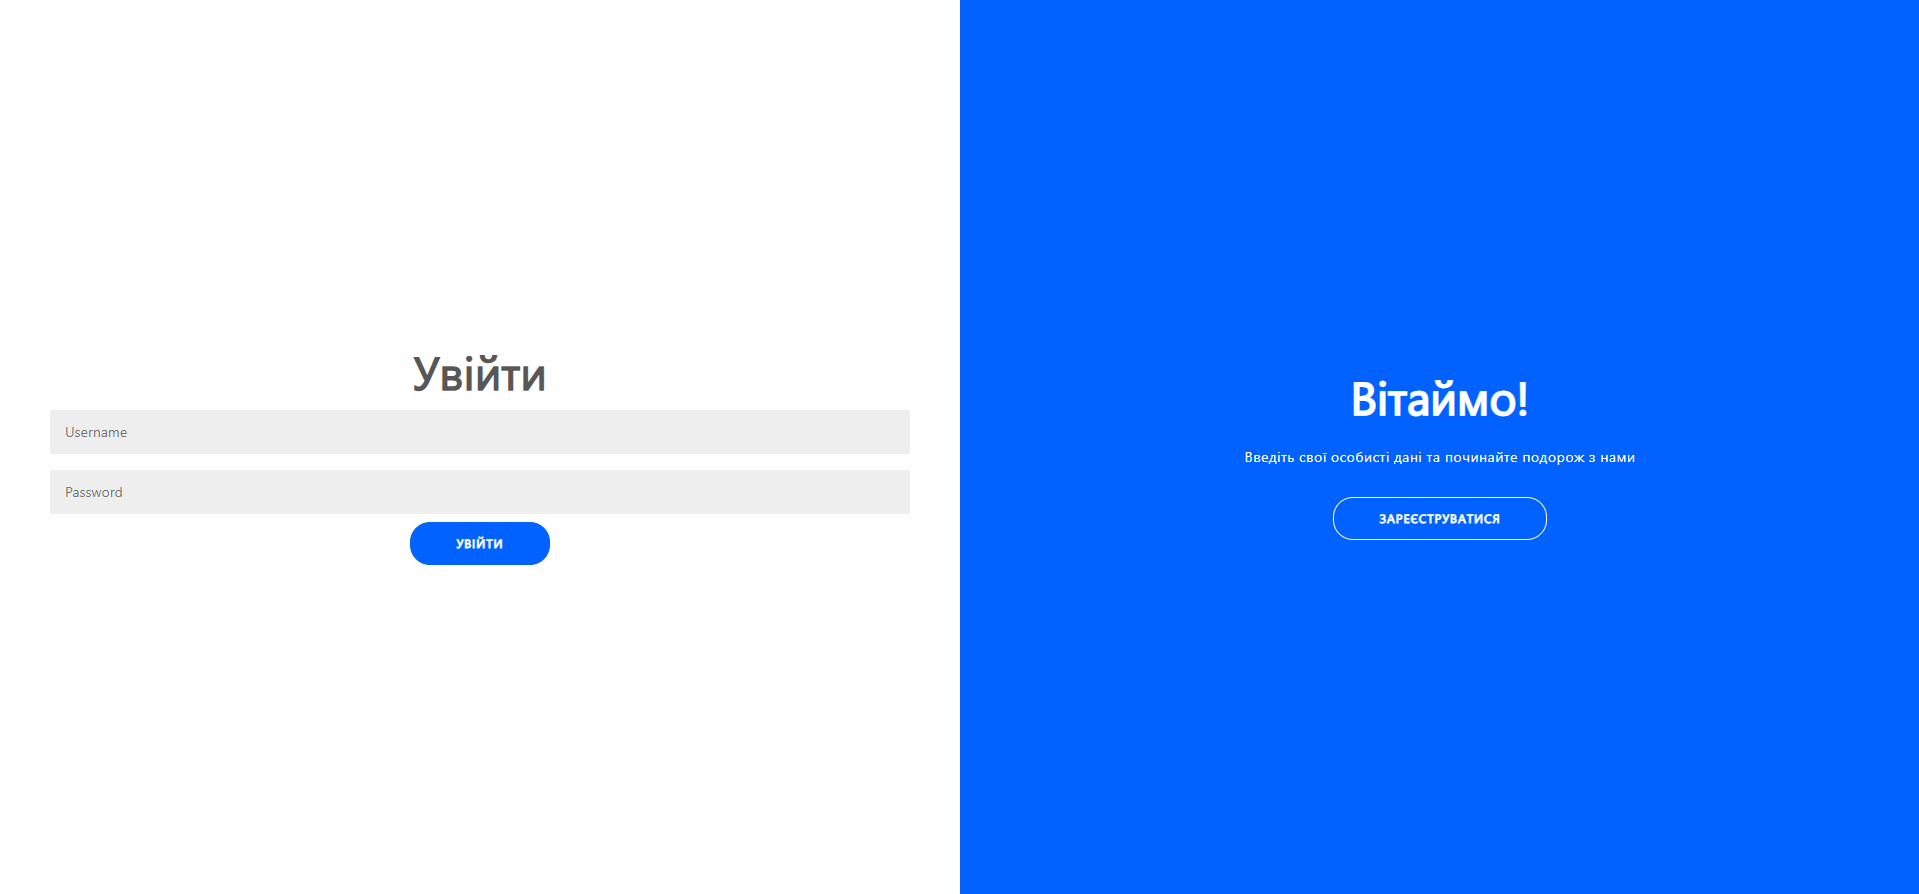 Увійти
Username
Password
УВІЙТИ
Вітаймо!
Введіть свої особисті дані та починайте подорож з нами
ЗАРЕЄСТРУВАТИСЯ